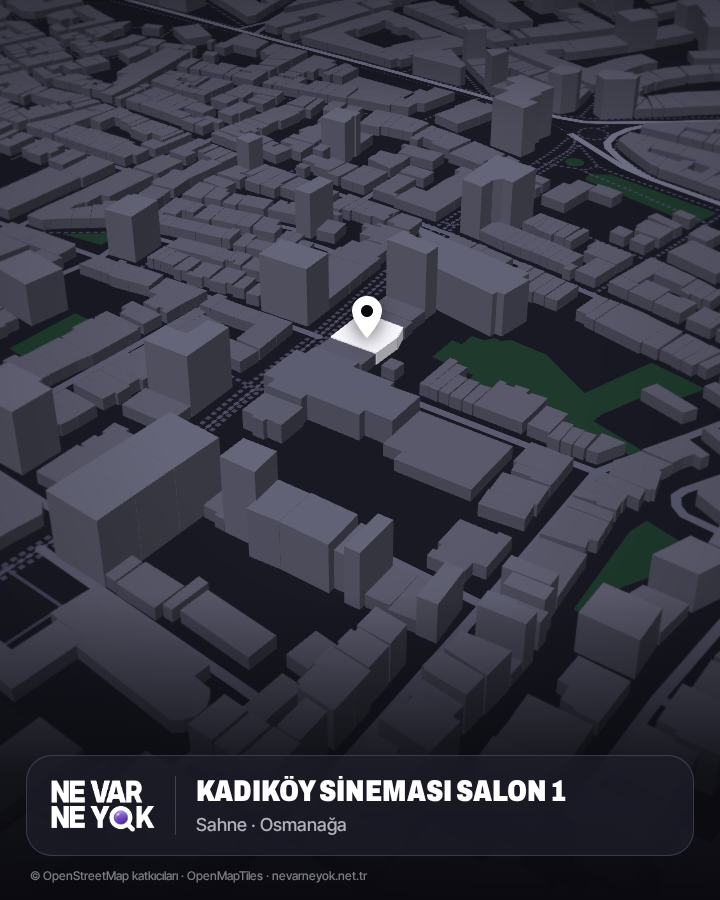 NE VAR
NE YOK
KADIKÖY SİNEMASI SALON 1
Sahne · Osmanağa
© OpenStreetMap katkıcıları · OpenMapTiles · nevarneyok.net.tr